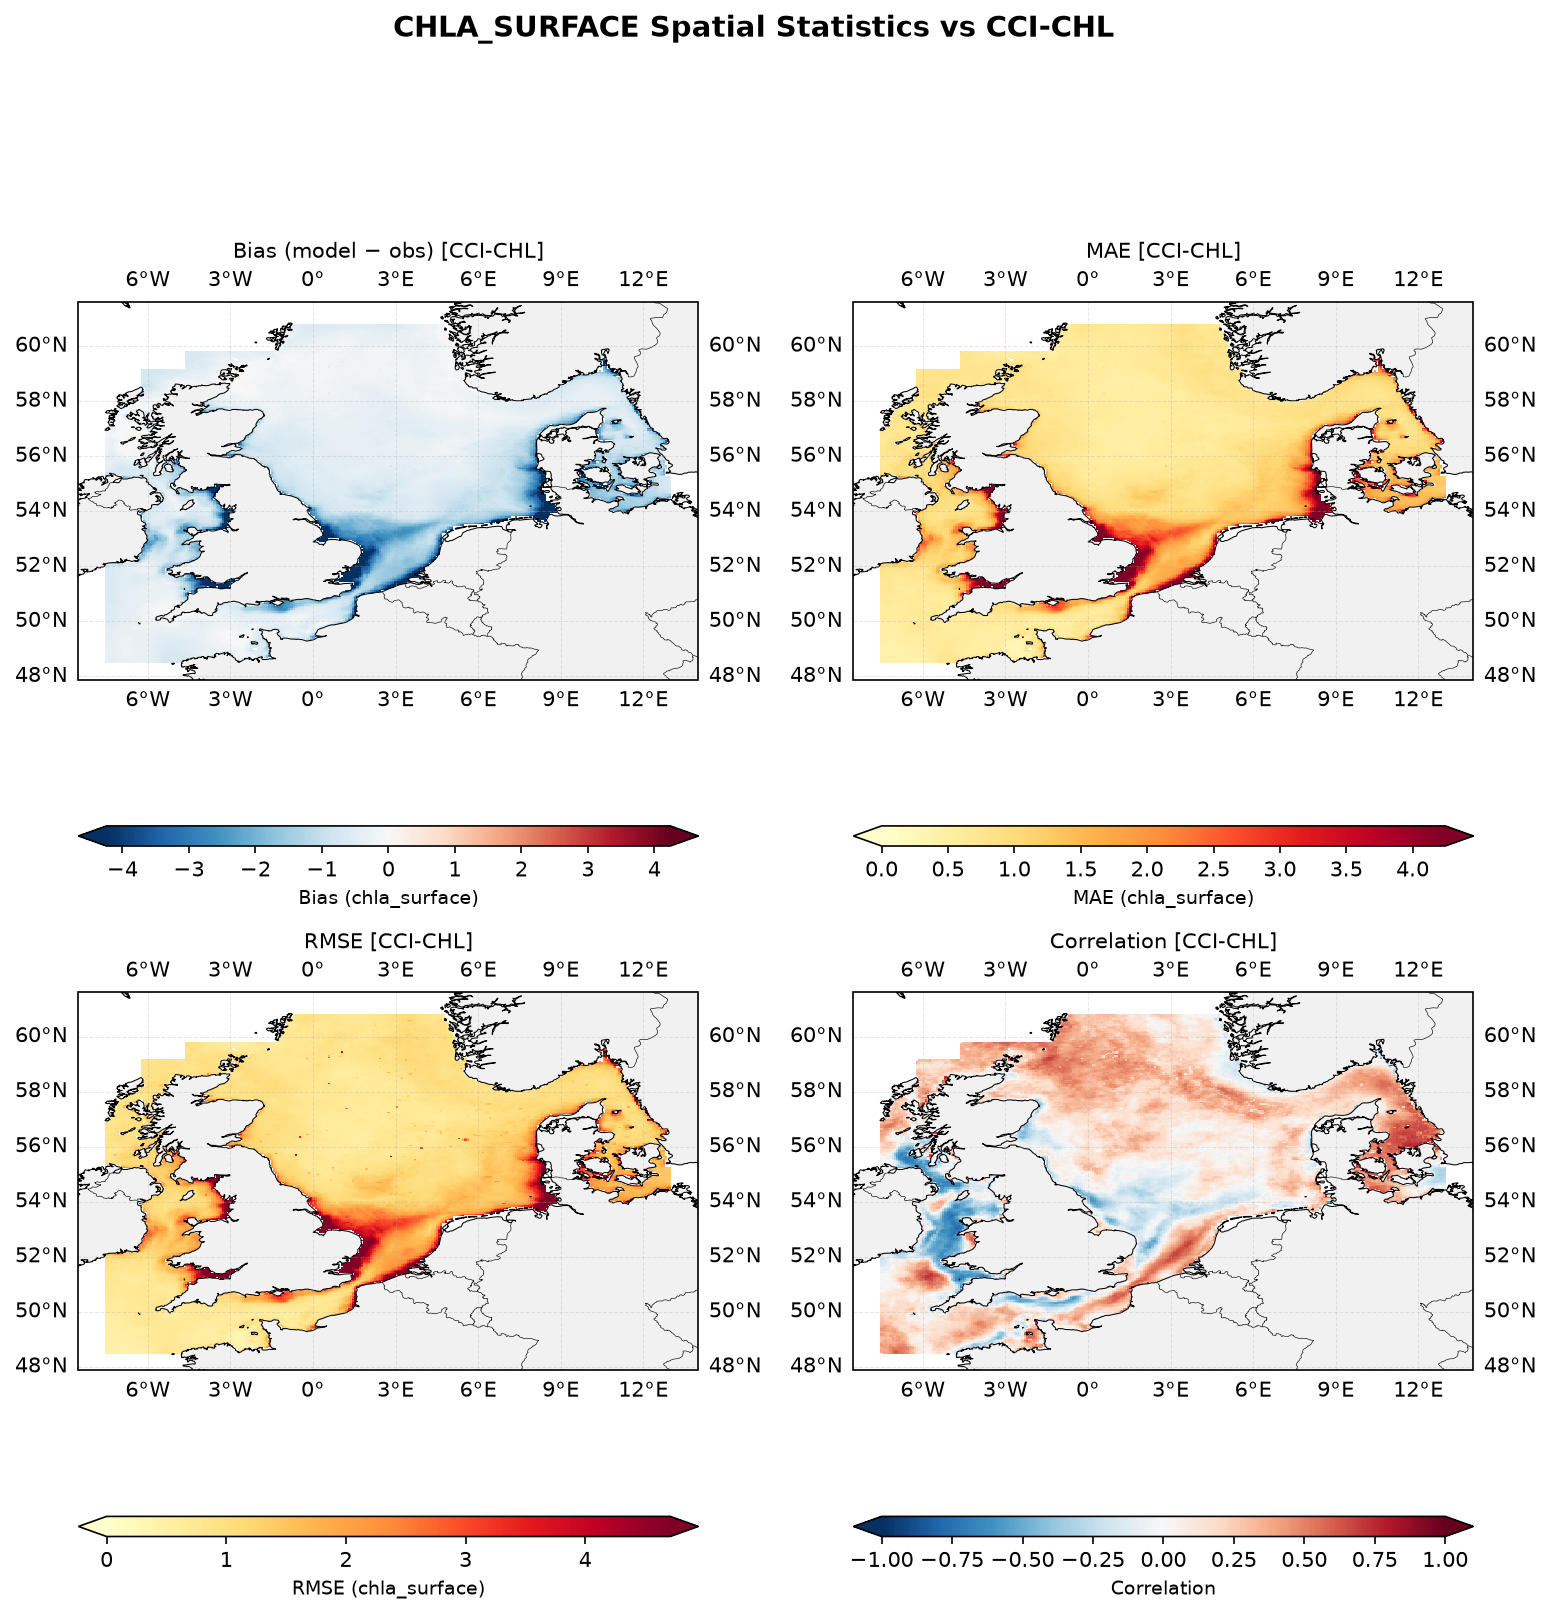 CHLA_SURFACE Spatial Statistics vs CCI-CHL
Bias (model − obs) [CCI-CHL]
6°W 3°W 0° 3°E 6°E 9°E 12°E
60°N 60°N
58°N 58°N
56°N 56°N
54°N 54°N
52°N 52°N
50°N 50°N
48°N 48°N
6°W 3°W 0° 3°E 6°E 9°E 12°E
−4 −3 −2 −1 0 1 2 3 4
Bias (chla_surface)
MAE [CCI-CHL]
6°W 3°W 0° 3°E 6°E 9°E 12°E
60°N 60°N
58°N 58°N
56°N 56°N
54°N 54°N
52°N 52°N
50°N 50°N
48°N 48°N
6°W 3°W 0° 3°E 6°E 9°E 12°E
0.0 0.5 1.0 1.5 2.0 2.5 3.0 3.5 4.0
MAE (chla_surface)
RMSE [CCI-CHL]
6°W 3°W 0° 3°E 6°E 9°E 12°E
60°N 60°N
58°N 58°N
56°N 56°N
54°N 54°N
52°N 52°N
50°N 50°N
48°N 48°N
6°W 3°W 0° 3°E 6°E 9°E 12°E
0 1 2 3 4
RMSE (chla_surface)
Correlation [CCI-CHL]
6°W 3°W 0° 3°E 6°E 9°E 12°E
60°N 60°N
58°N 58°N
56°N 56°N
54°N 54°N
52°N 52°N
50°N 50°N
48°N 48°N
6°W 3°W 0° 3°E 6°E 9°E 12°E
−1.00 −0.75 −0.50 −0.25 0.00 0.25 0.50 0.75 1.00
Correlation